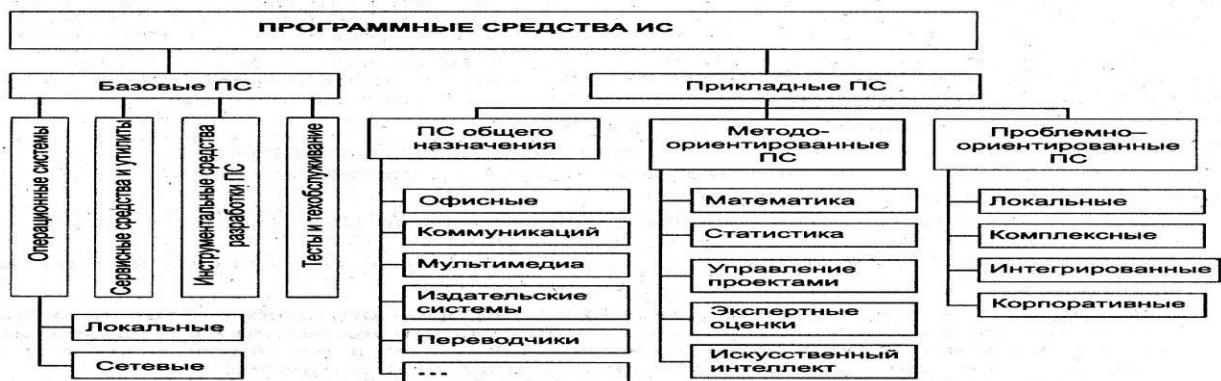 ПРОГРАММНЫЕ СРЕДСТВА ИС
Базовые ПС
Прикладные ПС
Операционные системы
Сервисные средства и утилиты
Инструментальные средства
разработки ПС
Тесты и техобслуживание
Локальные
Сетевые
ПС общего
назначения
Офисные
Коммуникаций
Мультимедиа
Издательские
системы
Переводчики
...
Методо-
ориентированные
ПС
Математика
Статистика
Управление
проектами
Экспертные
оценки
Искусственный
интеллект
Проблемно–
ориентированные
ПС
Локальные
Комплексные
Интегрированные
Корпоративные